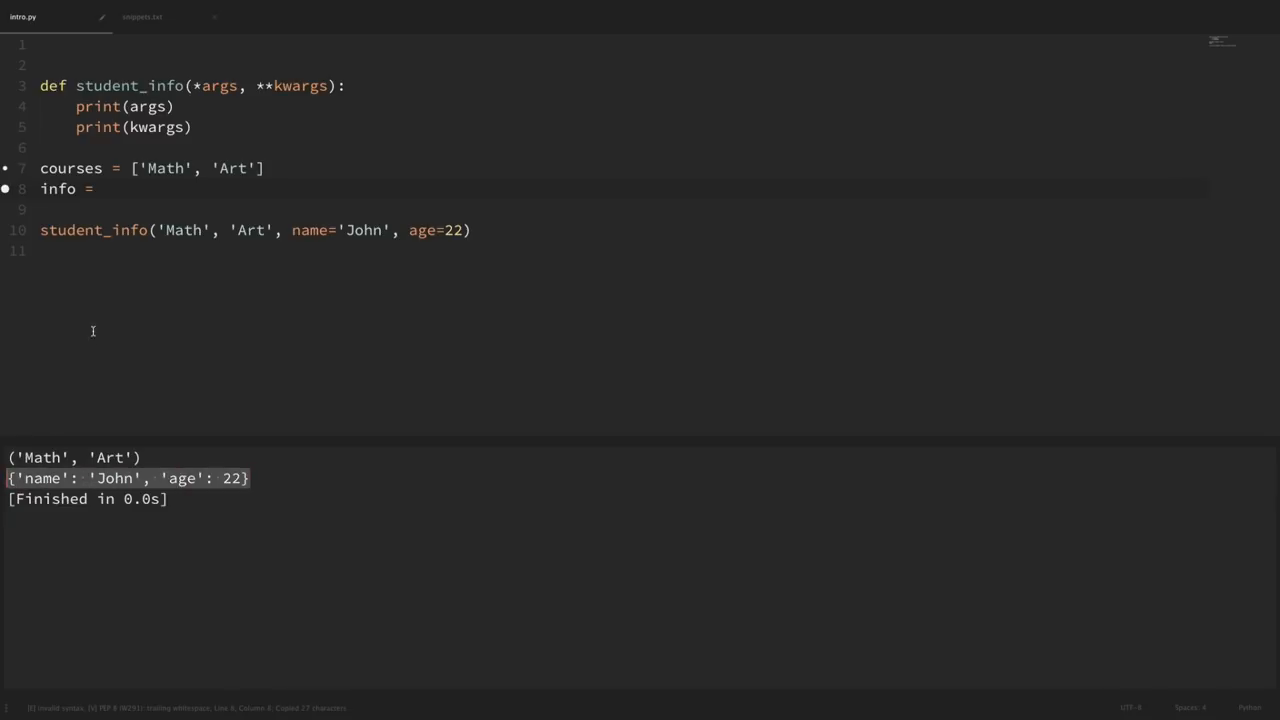 intro.py
snippets.txt
1
2
3 def student_info(*args, **kwargs):
4 print(args)
5 print(kwargs)
6
7 courses = ['Math', 'Art']
8 info =
9
10 student_info('Math', 'Art', name='John', age=22)
11
('Math', 'Art')
{'name': 'John', 'age': 22}
[Finished in 0.0s]
[E] invalid syntax, [V] PEP 8 (W291): trailing whitespace, Line 8, Column 8; Copied 27 characters
UTF-8
Spaces: 4
Python